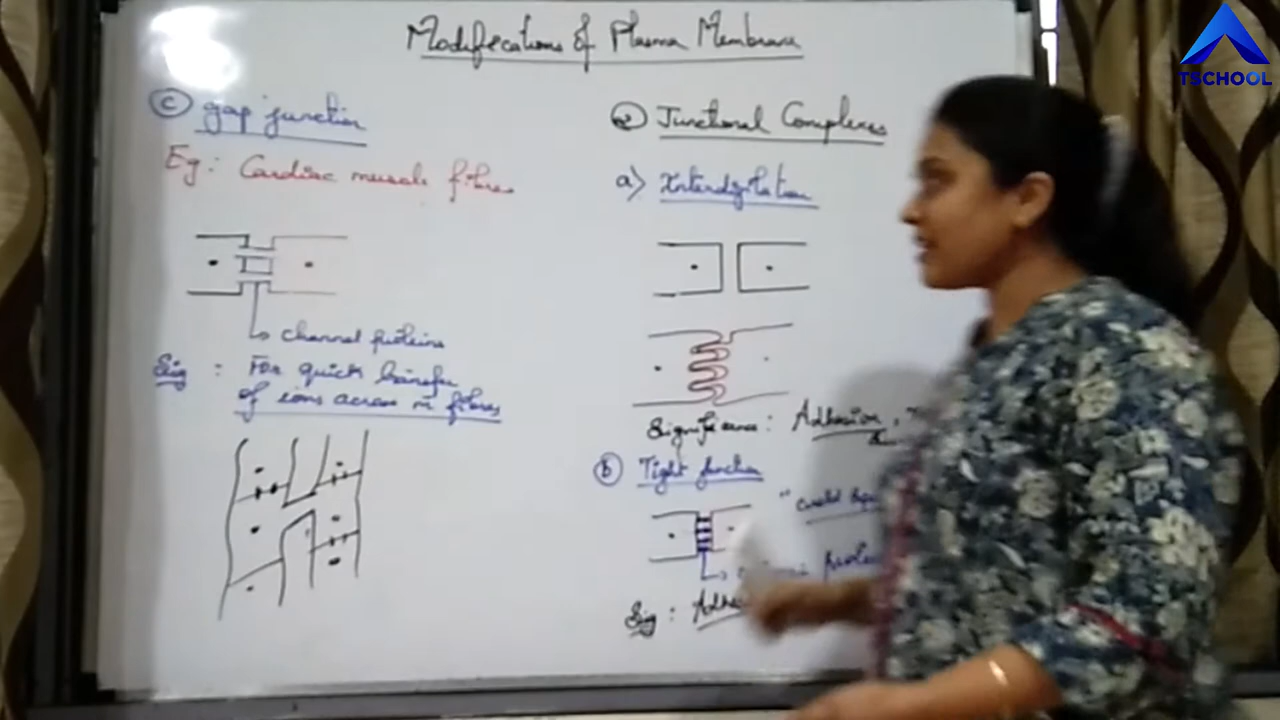 Modifications of Plasma Membrane
TSCHOOL
② Junctional Complexes
a) Interdigitation
Significance: Adhesion,
ⓑ Tight junction
Sig: Adhe
ⓒ gap junction
Eg: Cardiac muscle fibres
channel proteins
Sig: For quick transfer
of ions across m fibres